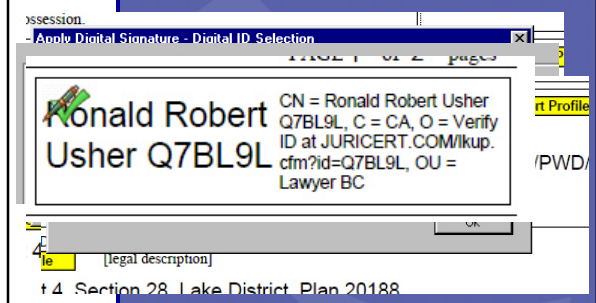 ossession.
Apply Digital Signature - Digital ID Selection
PAGE 1 of 2 pages
Ronald Robert
Usher Q7BL9L
CN = Ronald Robert Usher
Q7BL9L, C = CA, O = Verify
ID at JURICERT.COM/lkup.
cfm?id=Q7BL9L, OU =
Lawyer BC
rt Profile
/PWD/
OK
4
le
[legal description]
t 4 Section 28 Lake District Plan 20188